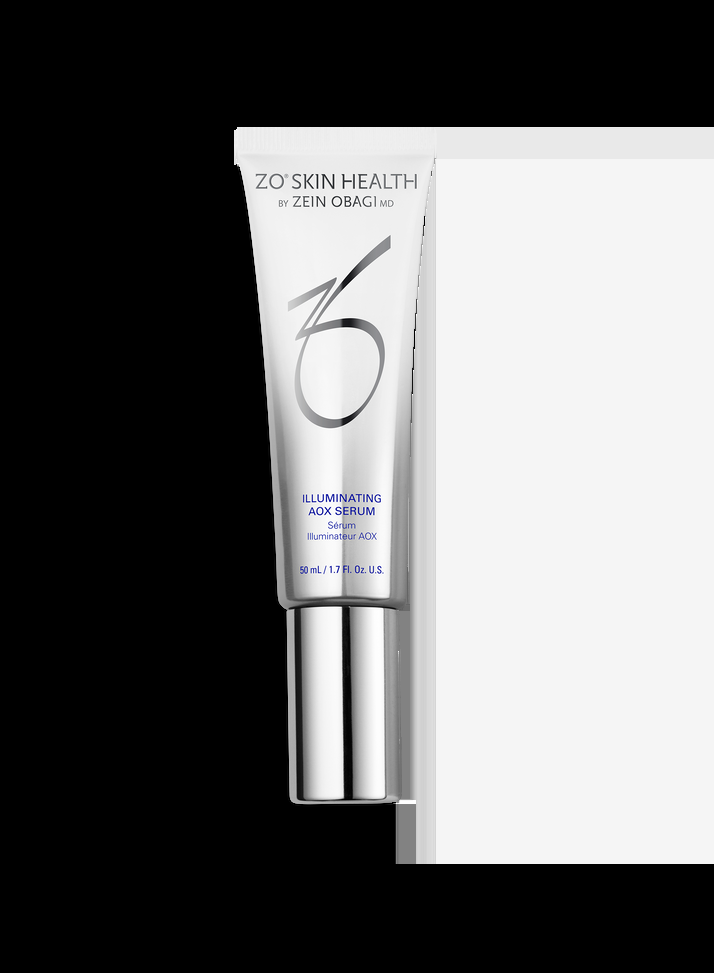 ZO® SKIN HEALTH
BY ZEIN OBAGI MD
ILLUMINATING
AOX SERUM
Sérum
Illuminateur AOX
50 mL / 1.7 Fl. Oz. U.S.